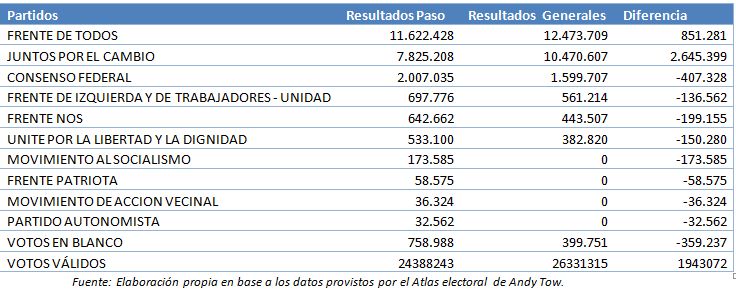 Partidos Resultados Paso Resultados Generales Diferencia
FRENTE DE TODOS 11.622.428 12.473.709 851.281
JUNTOS POR EL CAMBIO 7.825.208 10.470.607 2.645.399
CONSENSO FEDERAL 2.007.035 1.599.707 -407.328
FRENTE DE IZQUIERDA Y DE TRABAJADORES - UNIDAD 697.776 561.214 -136.562
FRENTE NOS 642.662 443.507 -199.155
UNITE POR LA LIBERTAD Y LA DIGNIDAD 533.100 382.820 -150.280
MOVIMIENTO AL SOCIALISMO 173.585 0 -173.585
FRENTE PATRIOTA 58.575 0 -58.575
MOVIMIENTO DE ACCION VECINAL 36.324 0 -36.324
PARTIDO AUTONOMISTA 32.562 0 -32.562
VOTOS EN BLANCO 758.988 399.751 -359.237
VOTOS VÁLIDOS 24388243 26331315 1943072
Fuente: Elaboración propia en base a los datos provistos por el Atlas electoral de Andy Tow.